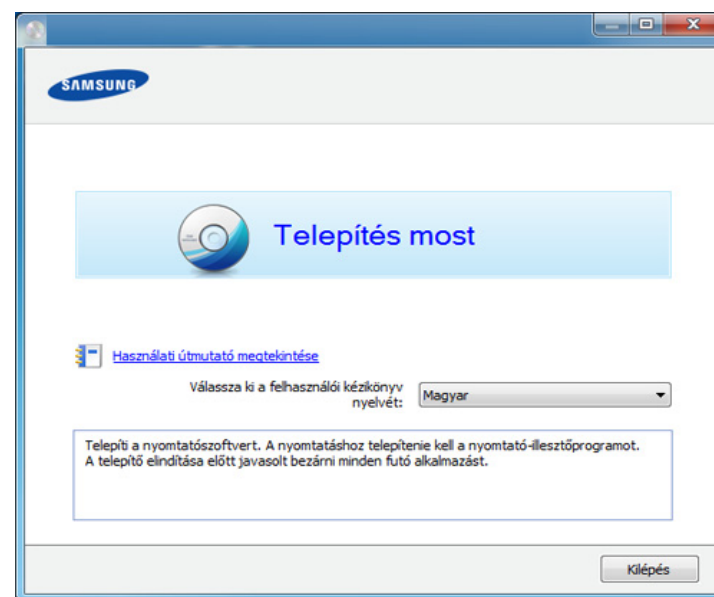 SAMSUNG
Telepítés most
Használati útmutató megtekintése
Válassza ki a felhasználói kézikönyv
nyelvét:
Magyar
Telepíti a nyomtatószoftvert. A nyomtatáshoz telepítenie kell a nyomtató-illesztőprogramot.
A telepítő elindítása előtt javasolt bezárni minden futó alkalmazást.
Kilépés